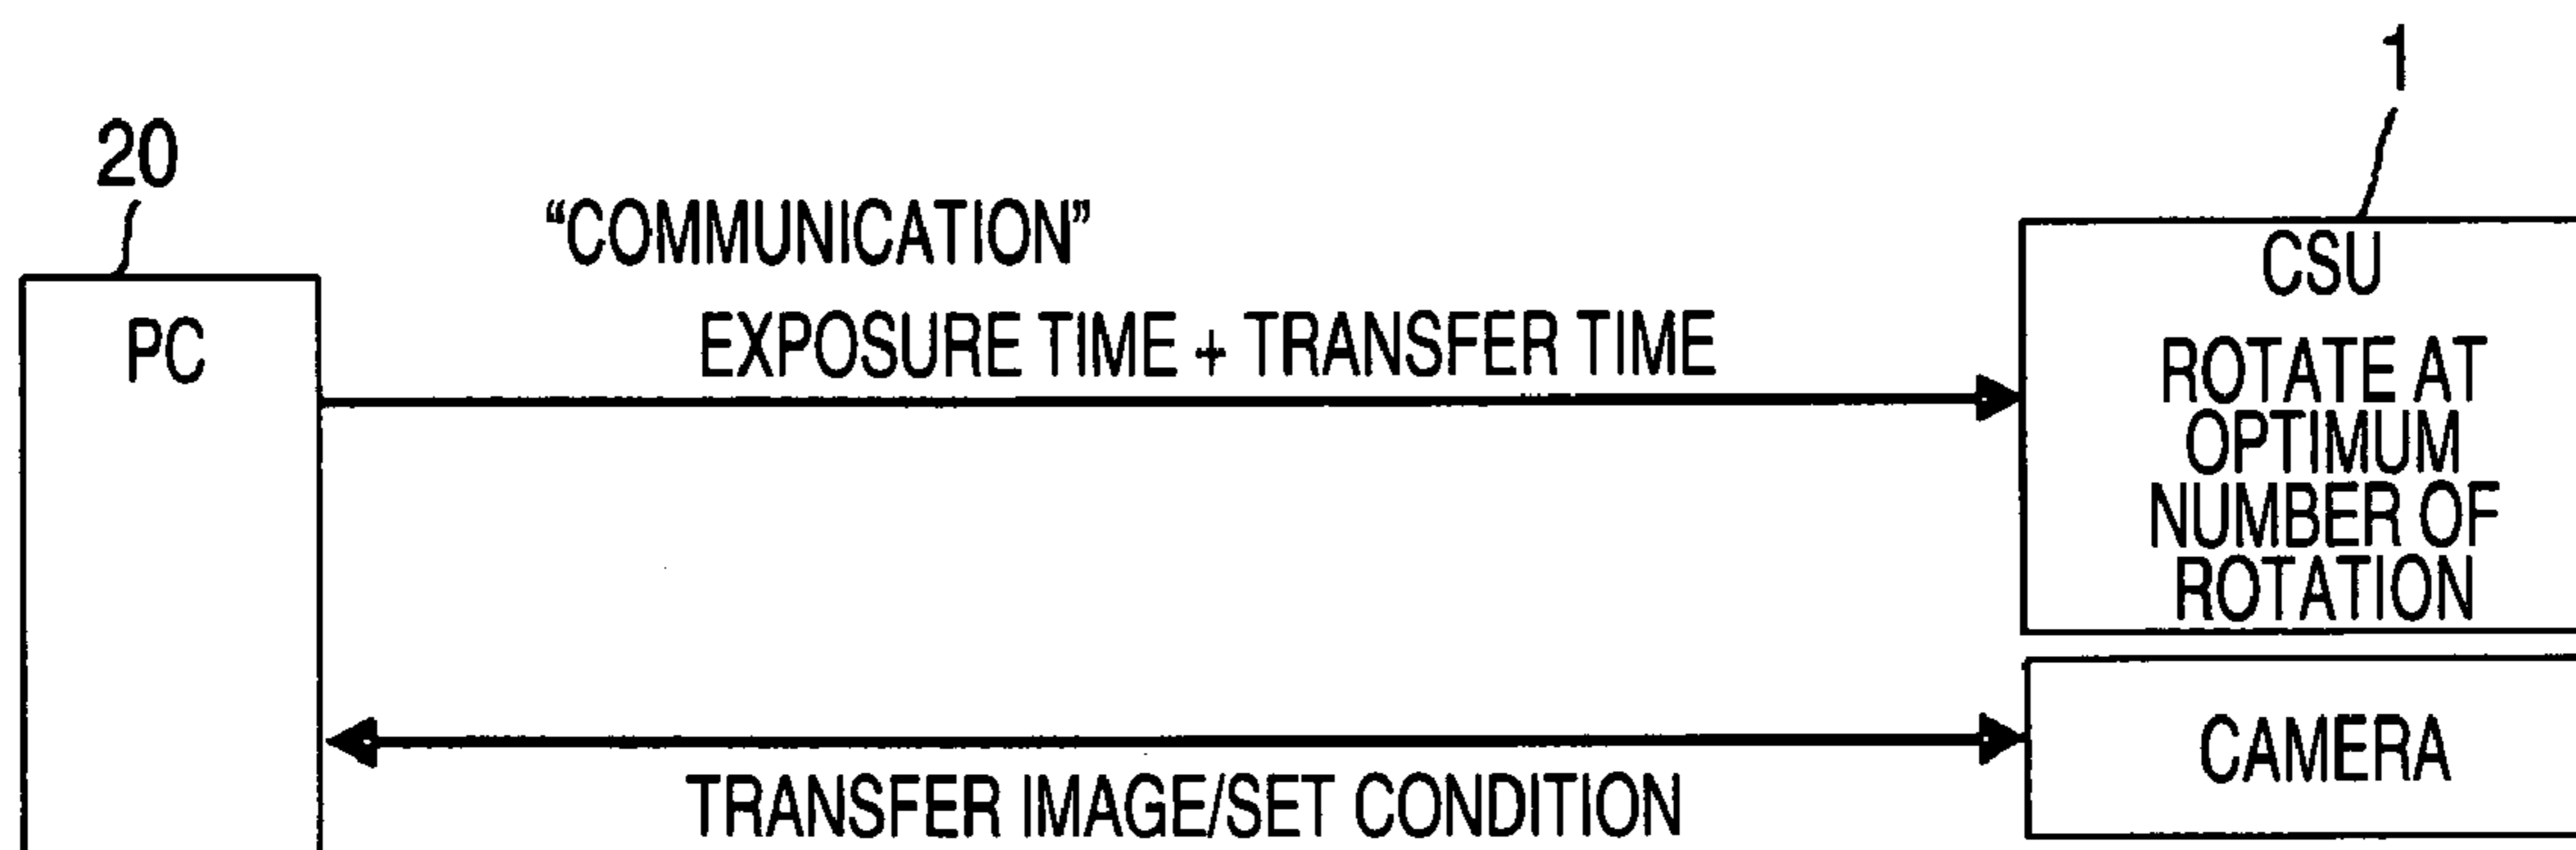 1
20
“COMMUNICATION”
PC
EXPOSURE TIME + TRANSFER TIME
CSU
ROTATE AT
OPTIMUM
NUMBER OF
ROTATION
CAMERA
TRANSFER IMAGE/SET CONDITION